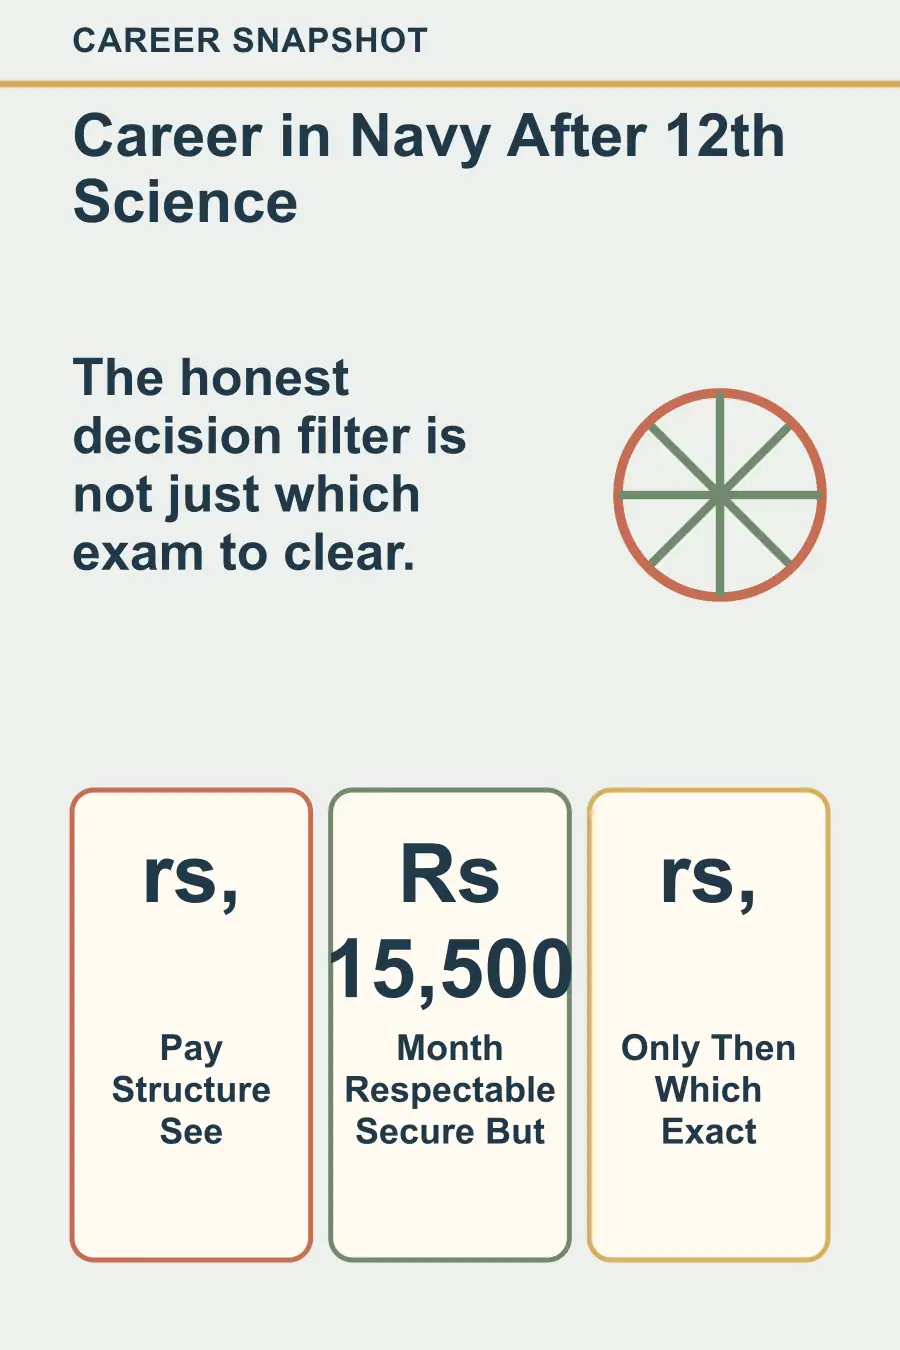 CAREER SNAPSHOT
Career in Navy After 12th
Science
The honest
decision filter is
not just which
exam to clear.
rs,
Pay
Structure
See
Rs
15,500
Month
Respectable
Secure But
rs,
Only Then
Which
Exact